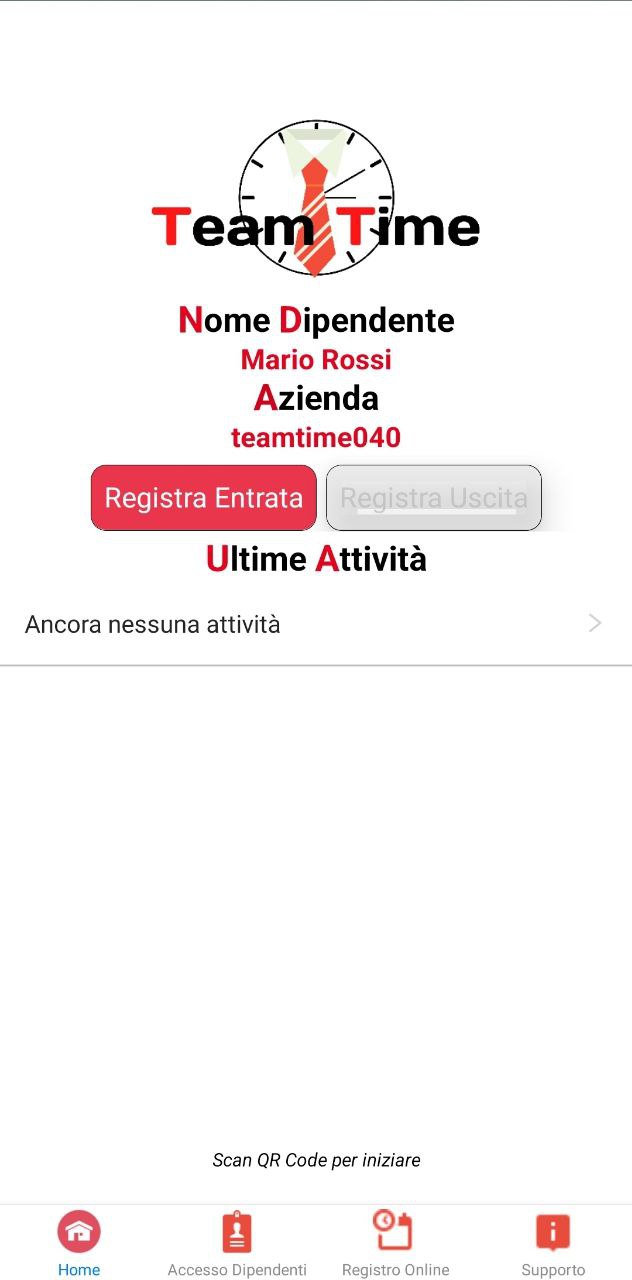 Team Time
Nome Dipendente
Mario Rossi
Azienda
teamtime040
Registra Entrata
Registra Uscita
Ultime Attività
Ancora nessuna attività
Scan QR Code per iniziare
Home
Accesso Dipendenti
Registro Online
Supporto